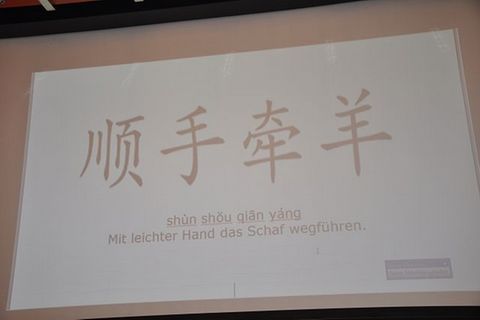 顺手牵羊
shùn shǒu qiān yáng
Mit leichter Hand das Schaf wegführen.